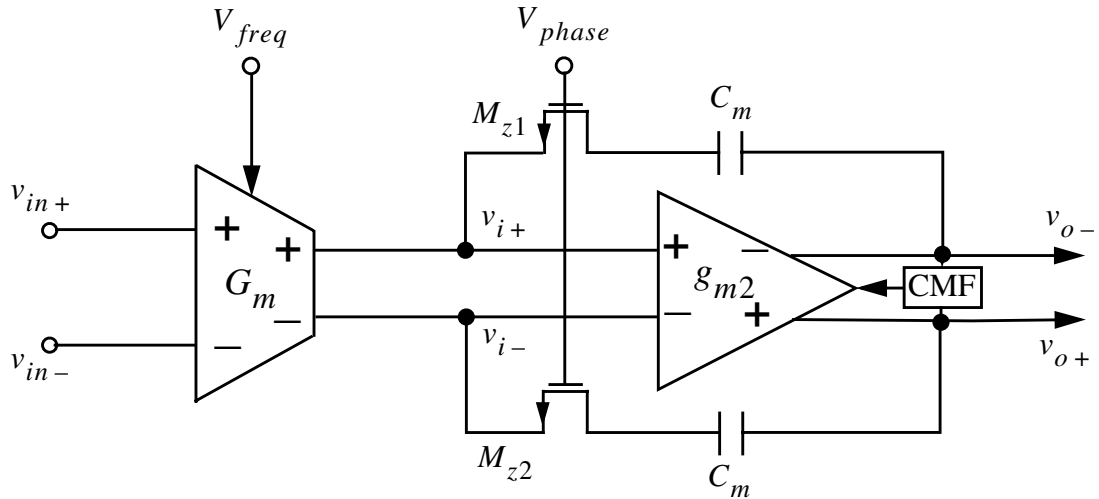 V_freq
V_phase
C_m
M_z1
v_in+
+
+
v_i+
+
−
v_o−
G_m
g_m2
CMF
−
−
v_in−
v_i−
−
+
v_o+
M_z2
C_m